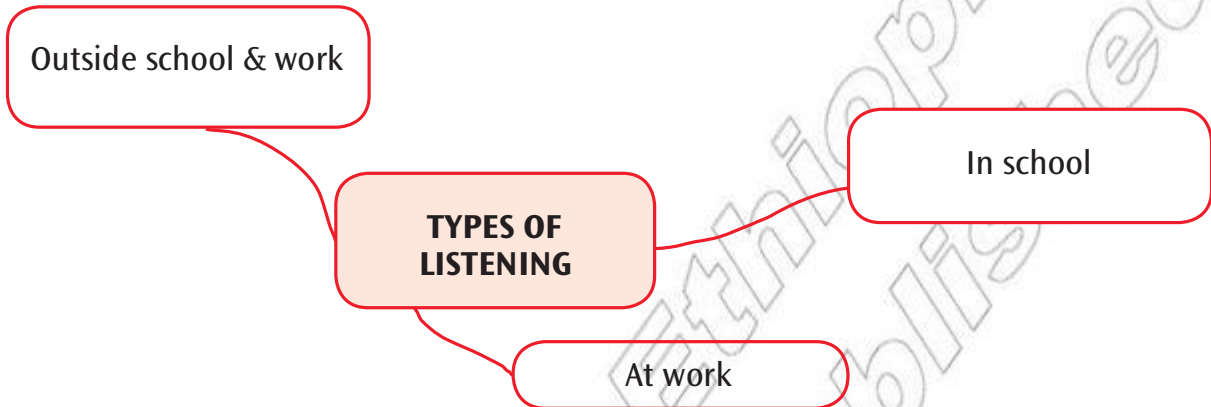 Outside school & work
In school
TYPES OF
LISTENING
At work